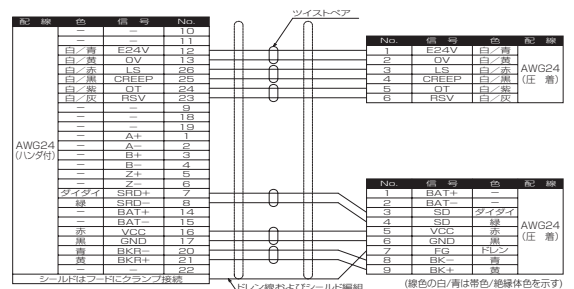 ツイストペア
配 線 色 信 号 No.
－ － 10
－ － 11
白／青 E24V 12
白／黄 0V 13
白／赤 LS 26
白／黒 CREEP 25
白／紫 OT 24
白／灰 RSV 23
－ － 9
－ － 18
－ － 19
－ A+ 1
AWG24 － A− 2
(ハンダ付) － B+ 3
－ B− 4
－ Z+ 5
－ Z− 6
ダイダイ SRD+ 7
緑 SRD− 8
－ BAT+ 14
－ BAT− 15
赤 VCC 16
黒 GND 17
青 BKR− 20
黄 BKR+ 21
－ － 22
シールドはフードにクランプ接続
No. 信 号 色 配 線
1 E24V 白／青
2 0V 白／黄
3 LS 白／赤 AWG24
4 CREEP 白／黒 (圧 着)
5 OT 白／紫
6 RSV 白／灰
No. 信 号 色 配 線
1 BAT+ －
2 BAT− －
3 SD ダイダイ
4 SD 緑 AWG24
5 VCC 赤 (圧 着)
6 GND 黒
7 FG ドレン
8 BK− 青
9 BK+ 黄
ドレン線およびシールド編組
(線色の白/青は帯色/絶縁体色を示す)